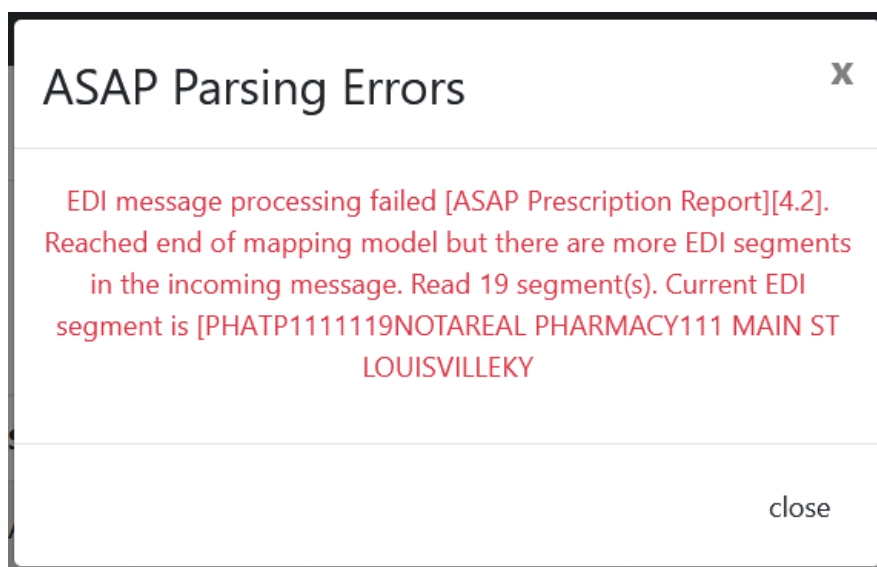 ASAP Parsing Errors
x
EDI message processing failed [ASAP Prescription Report][4.2].
Reached end of mapping model but there are more EDI segments
in the incoming message. Read 19 segment(s). Current EDI
segment is [PHATP1111119NOTAREAL PHARMACY111 MAIN ST
LOUISVILLEKY
close